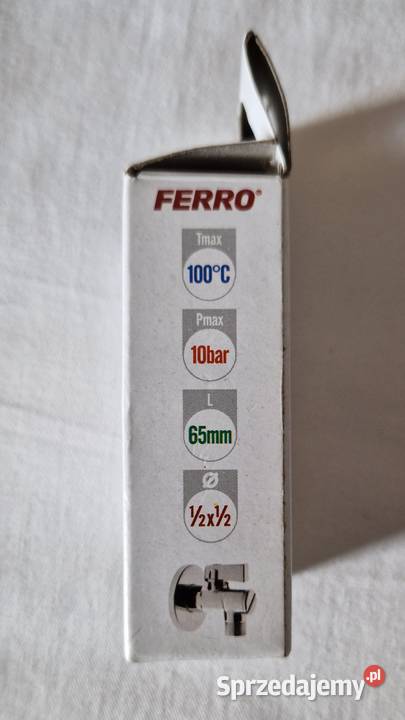 FERRO®
Tmax
100°C
Pmax
10bar
L
65mm
Ø
½x½
Sprzedajemy.pl